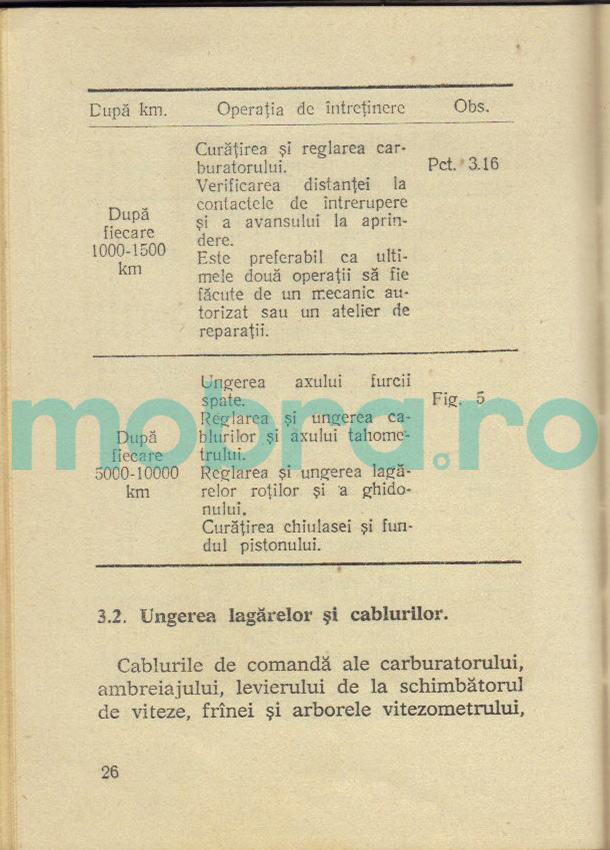 După km. Operația de întreținere Obs.
Curățirea și reglarea car-
buratorului. Pct. 3.16
Verificarea distanței la
contactele de întrerupere
și a avansului la aprin-
dere.
Este preferabil ca ulti-
mele două operații să fie
făcute de un mecanic au-
torizat sau un atelier de
reparații.
După
fiecare
1000-1500
km
Ungerea axului furcii
spate. Fig. 5
Reglarea și ungerea ca-
blurilor și axului tahome-
trului.
Reglarea și ungerea lagă-
relor roților și a ghido-
nului.
Curățirea chiulasei și fun-
dul pistonului.
După
fiecare
5000-10000
km
mobra.ro
3.2. Ungerea lagărelor și cablurilor.
Cablurile de comandă ale carburatorului,
ambreiajului, levierului de la schimbătorul
de viteze, frînei și arborele vitezometrului,
26